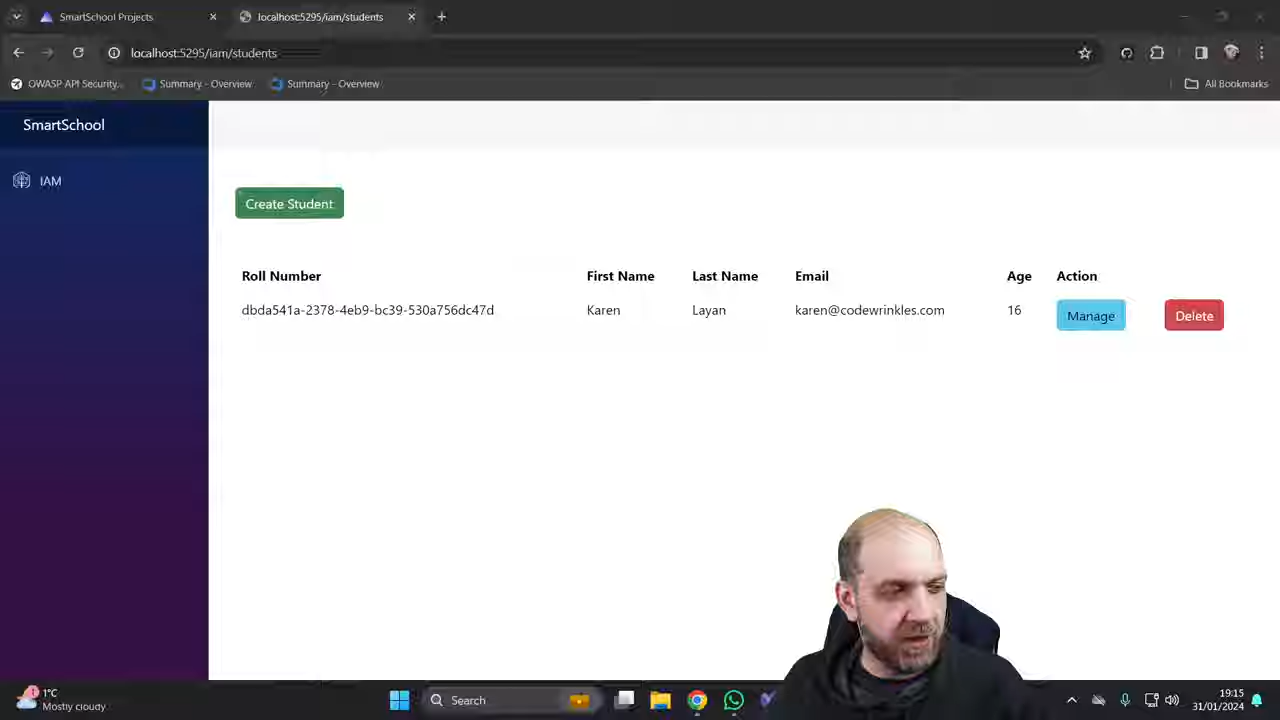 SmartSchool Projects
localhost:5295/iam/students
localhost:5295/iam/students
OWASP API Security...
Summary - Overview
Summary - Overview
All Bookmarks
SmartSchool
IAM
Create Student
Roll Number First Name Last Name Email Age Action
dbda541a-2378-4eb9-bc39-530a756dc47d Karen Layan karen@codewrinkles.com 16 Manage Delete
1
1°C
Mostly cloudy
Search
19:15
31/01/2024